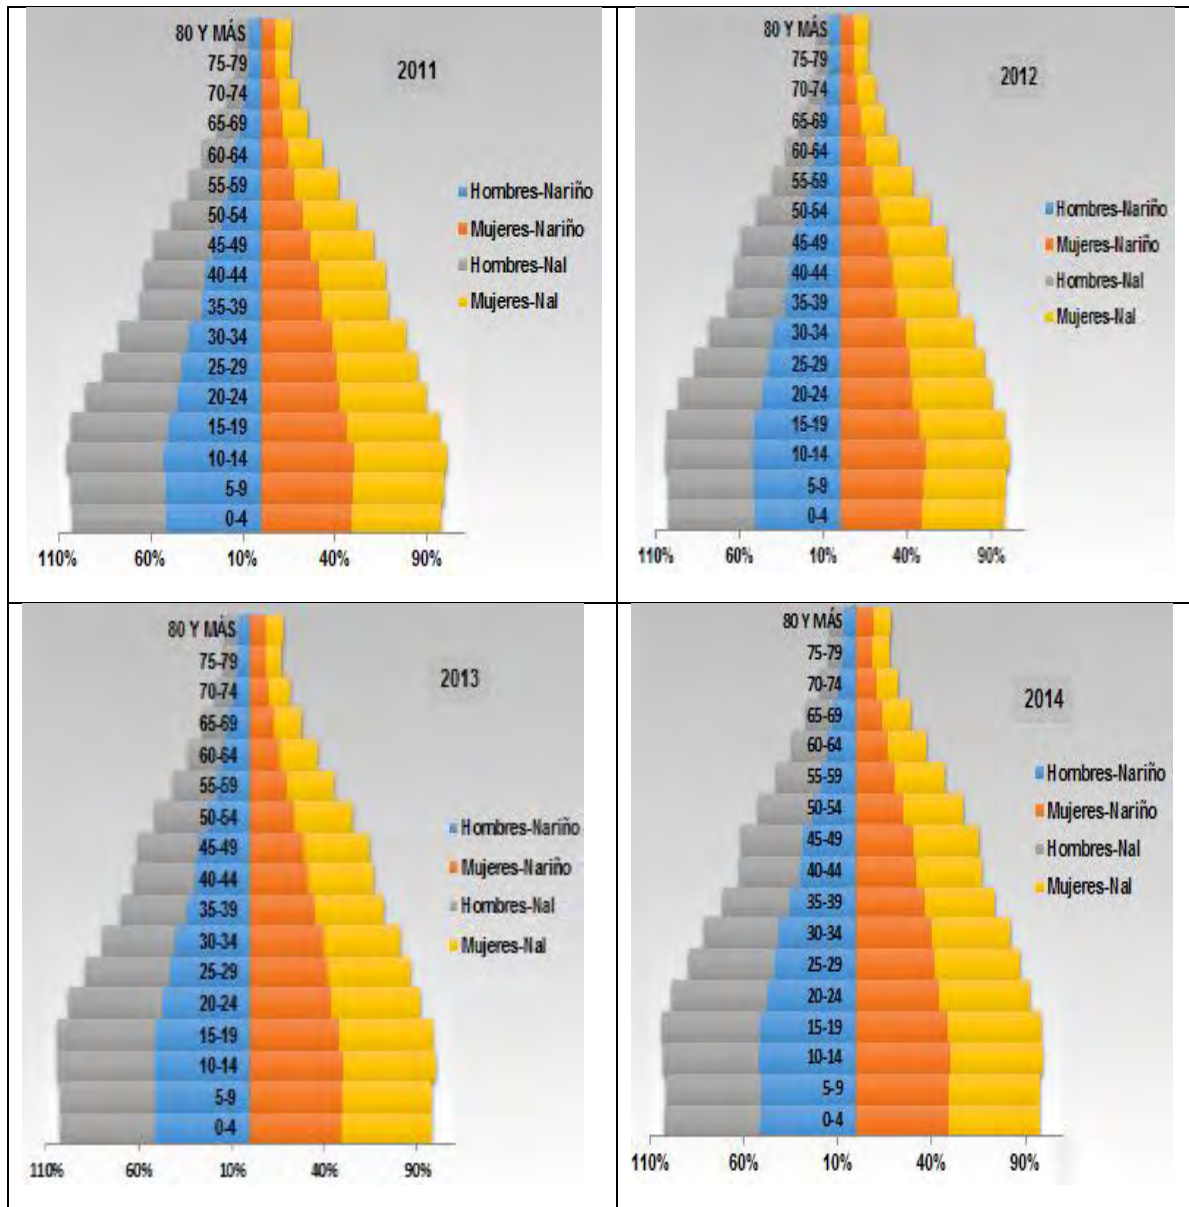 2011
80 Y MÁS
75-79
70-74
65-69
60-64
55-59
50-54
45-49
40-44
35-39
30-34
25-29
20-24
15-19
10-14
5-9
0-4
110% 60% 10% 40% 90%
Hombres-Nariño
Mujeres-Nariño
Hombres-Nal
Mujeres-Nal
2012
80 Y MÁS
75-79
70-74
65-69
60-64
55-59
50-54
45-49
40-44
35-39
30-34
25-29
20-24
15-19
10-14
5-9
0-4
110% 60% 10% 40% 90%
Hombres-Nariño
Mujeres-Nariño
Hombres-Nal
Mujeres-Nal
2013
80 Y MÁS
75-79
70-74
65-69
60-64
55-59
50-54
45-49
40-44
35-39
30-34
25-29
20-24
15-19
10-14
5-9
0-4
110% 60% 10% 40% 90%
Hombres-Nariño
Mujeres-Nariño
Hombres-Nal
Mujeres-Nal
2014
80 Y MÁS
75-79
70-74
65-69
60-64
55-59
50-54
45-49
40-44
35-39
30-34
25-29
20-24
15-19
10-14
5-9
0-4
110% 60% 10% 40% 90%
Hombres-Nariño
Mujeres-Nariño
Hombres-Nal
Mujeres-Nal